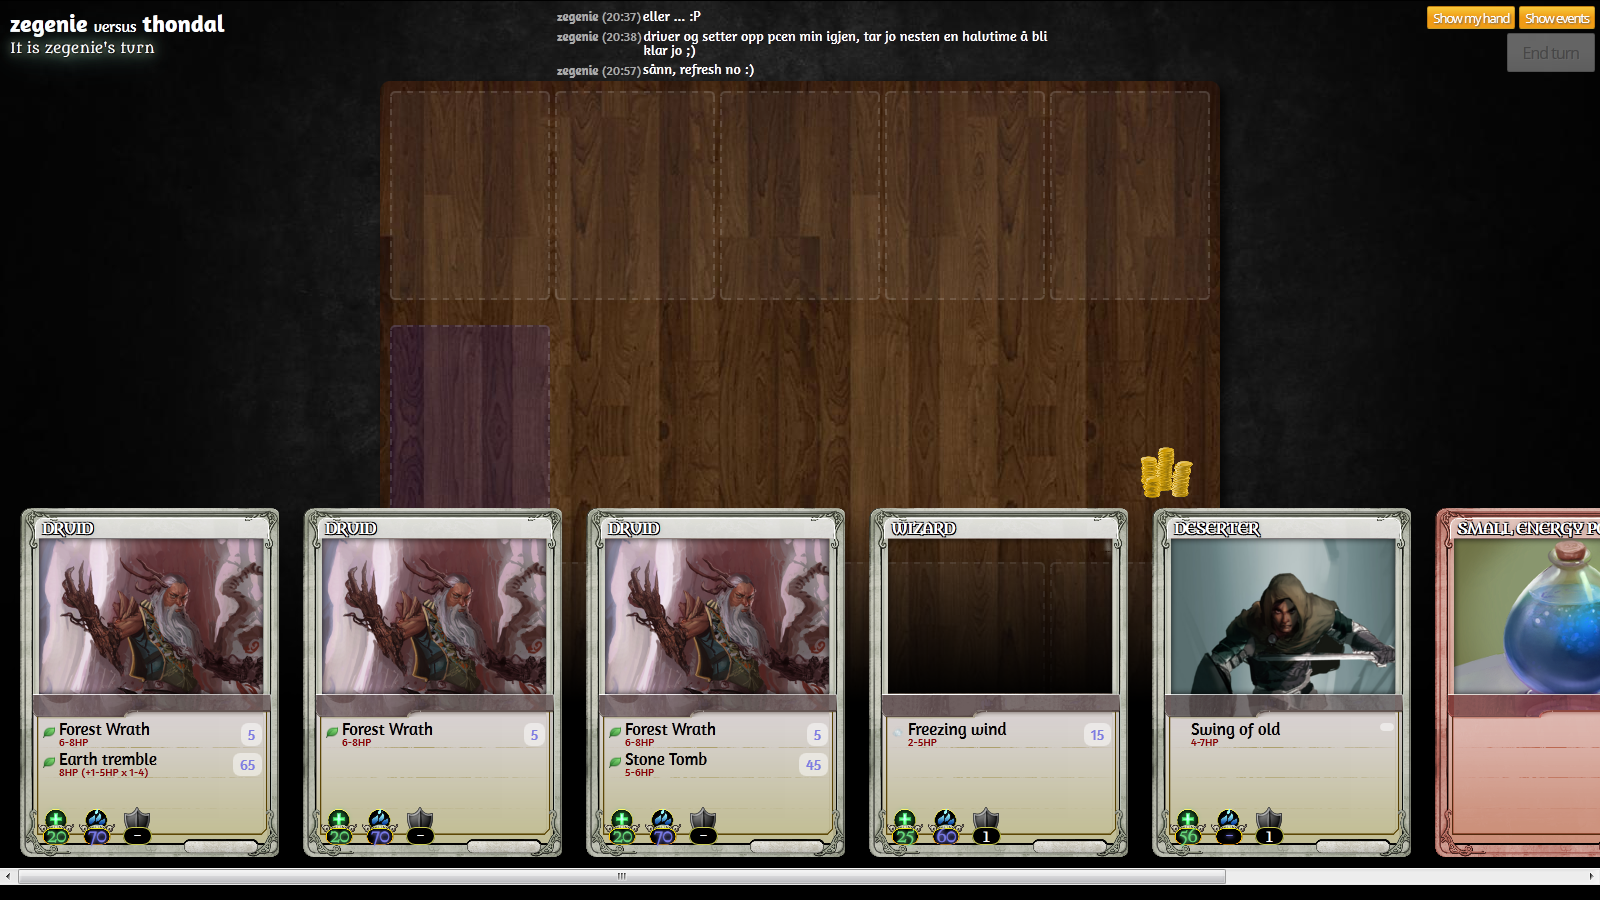 zegenie versus thondal
It is zegenie's turn
zegenie (20:37) eller ... :P
zegenie (20:38) driver og setter opp pcen min igjen, tar jo nesten en halvtime å bli
klar jo ;)
zegenie (20:57) sånn, refresh no :)
Show my hand
Show events
End turn
DRUID
Forest Wrath 5
6-8HP
Earth tremble 65
8HP (+1-5HP x 1-4)
20 70 -
DRUID
Forest Wrath 5
6-8HP
20 70 -
DRUID
Forest Wrath 5
6-8HP
Stone Tomb 45
5-6HP
20 70 -
WIZARD
Freezing wind 15
2-5HP
25 60 1
DESERTER
Swing of old
4-7HP
56 - 1
SMALL ENERGY